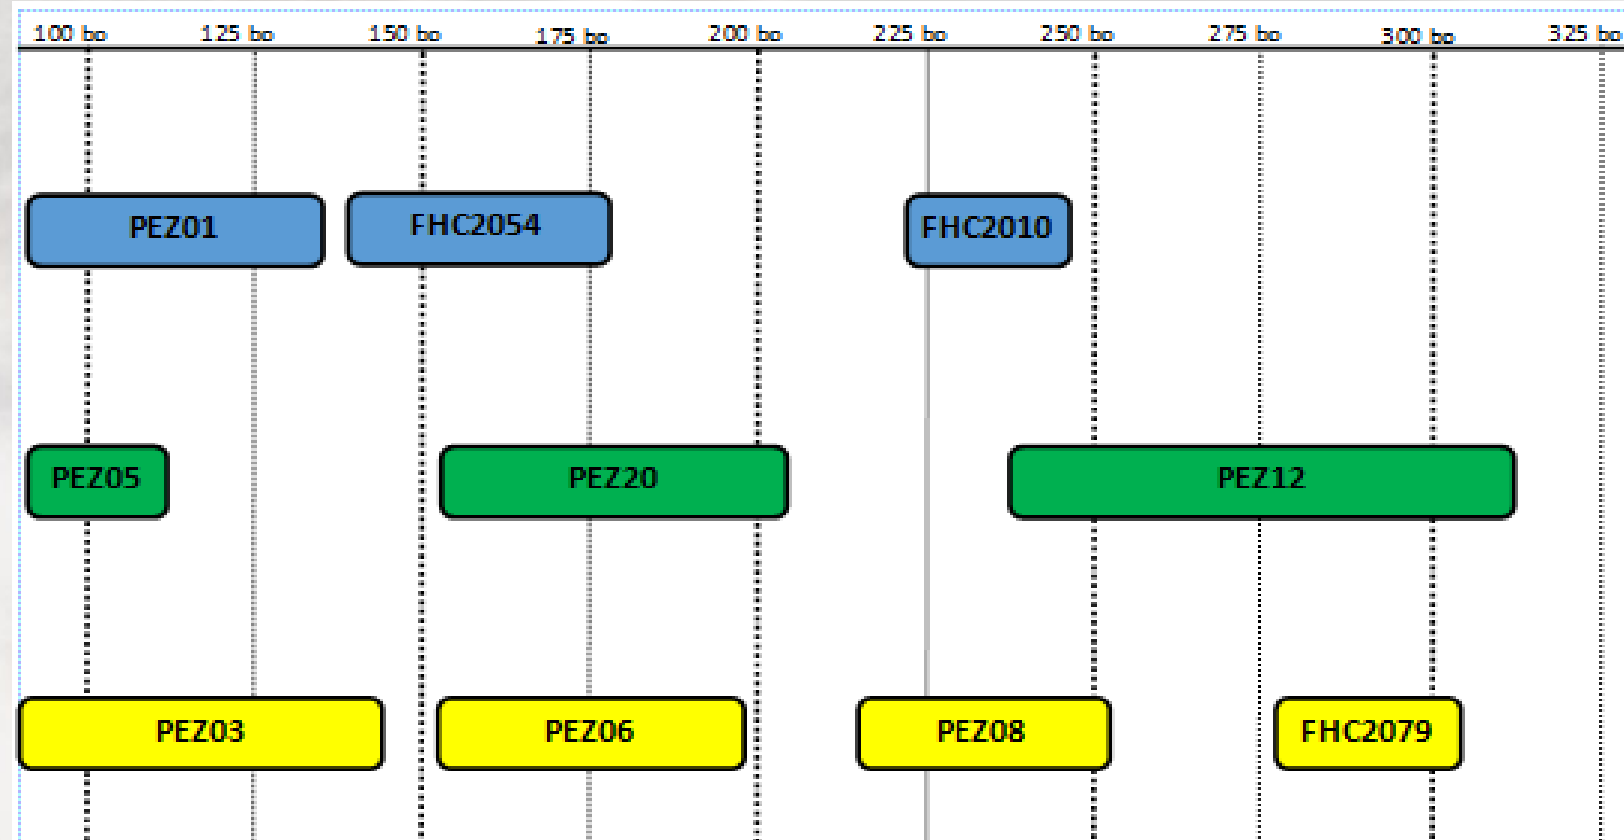 100 bp 125 bp 150 bp 175 bp 200 bp 225 bp 250 bp 275 bp 300 bp 325 bp
PEZ01 FHC2054 FHC2010
PEZ05 PEZ20 PEZ12
PEZ03 PEZ06 PEZ08 FHC2079